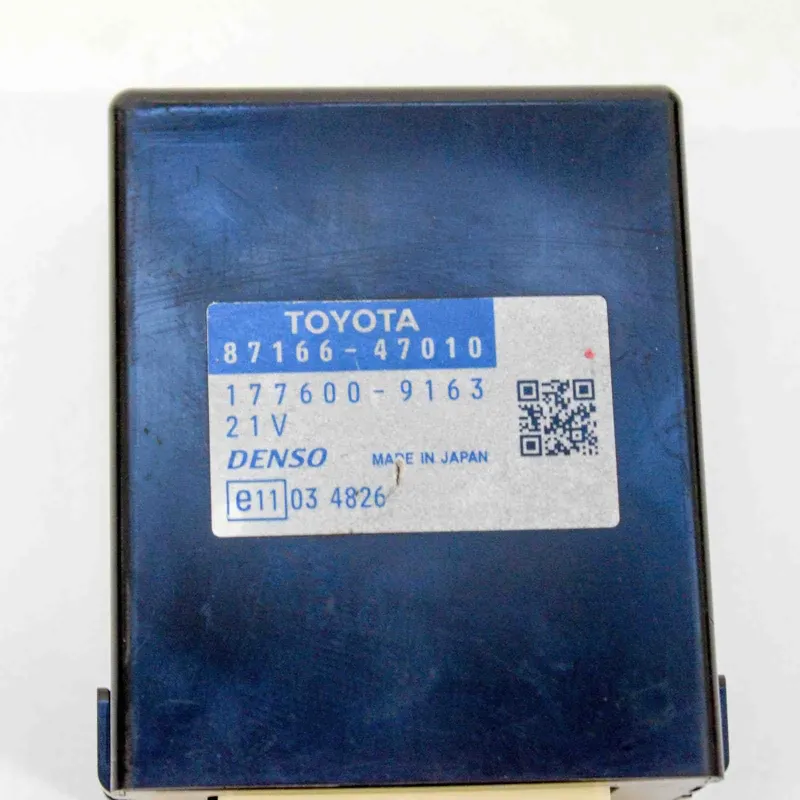 TOYOTA
87166-47010
177600-9163
21V
DENSO MADE IN JAPAN
e11 03 4826